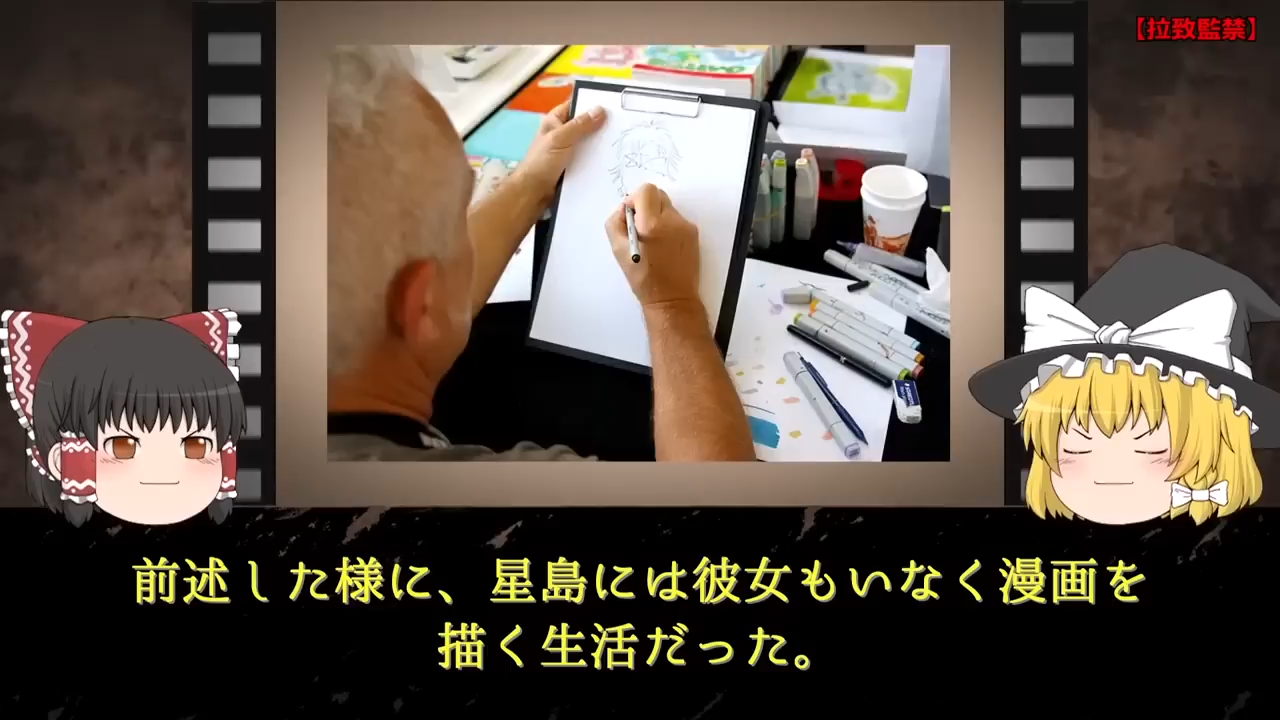 【拉致監禁】
前述した様に、星島には彼女もいなく漫画を
描く生活だった。